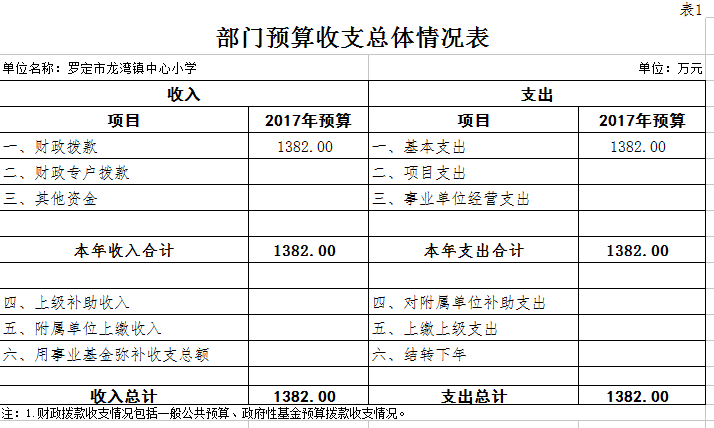 表1
部门预算收支总体情况表
单位名称：罗定市龙湾镇中心小学 单位：万元
收入 支出
项目 2017年预算 项目 2017年预算
一、财政拨款 1382.00 一、基本支出 1382.00
二、财政专户拨款 二、项目支出
三、其他资金 三、事业单位经营支出
本年收入合计 1382.00 本年支出合计 1382.00
四、上级补助收入 四、对附属单位补助支出
五、附属单位上缴收入 五、上缴上级支出
六、用事业基金弥补收支总额 六、结转下年
收入总计 1382.00 支出总计 1382.00
注：1.财政拨款收支情况包括一般公共预算、政府性基金预算拨款收支情况。